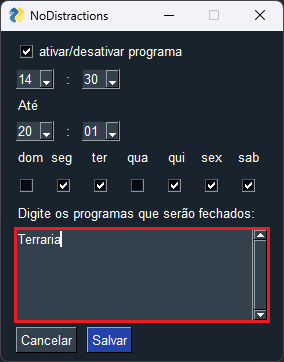 NoDistractions
ativar/desativar programa
14 : 30
Até
20 : 01
dom seg ter qua qui sex sab
Digite os programas que serão fechados:
Terraria
Cancelar Salvar